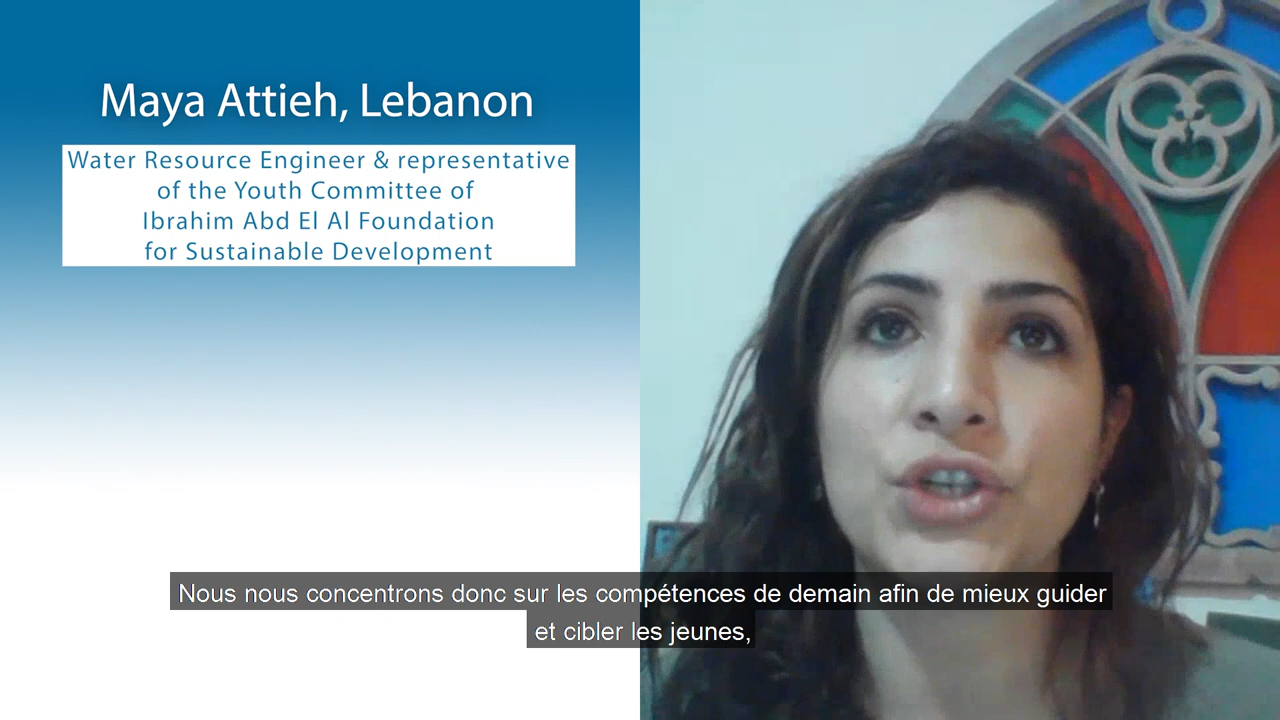 Maya Attieh, Lebanon
Water Resource Engineer & representative
of the Youth Committee of
Ibrahim Abd El Al Foundation
for Sustainable Development
Nous nous concentrons donc sur les compétences de demain afin de mieux guider
et cibler les jeunes,